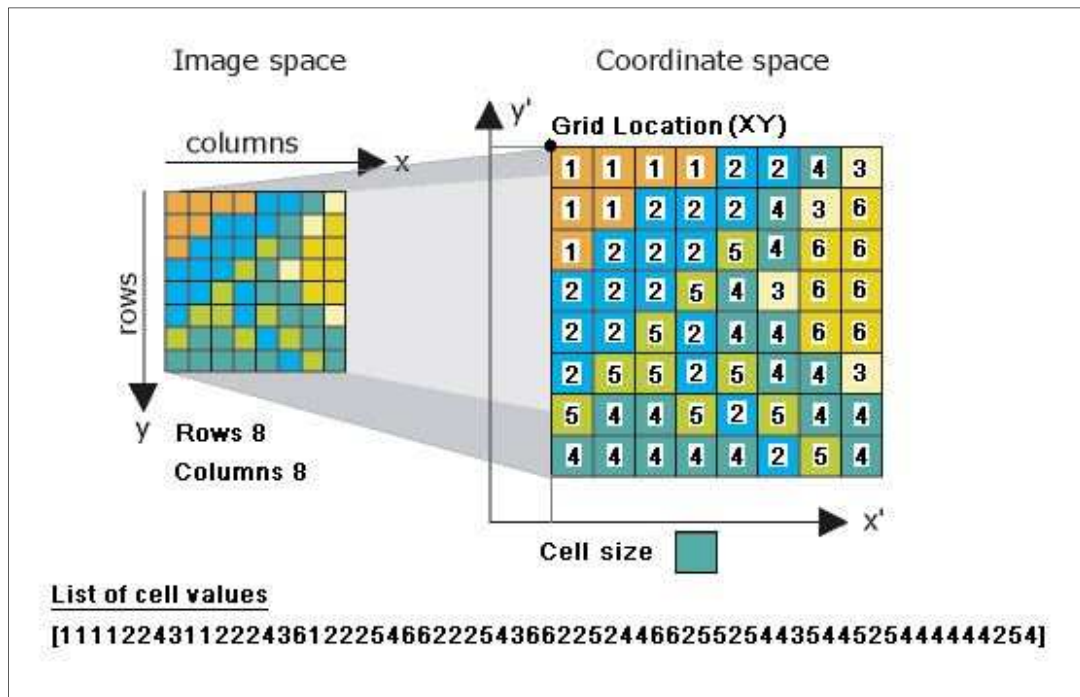 Image space
Coordinate space
y'
Grid Location (XY)
columns
x
1 1 1 1 2 2 4 3
1 1 2 2 2 4 3 6
1 2 2 2 5 4 6 6
2 2 2 5 4 3 6 6
2 2 5 2 4 4 6 6
2 5 5 2 5 4 4 3
5 4 4 5 2 5 4 4
4 4 4 4 4 2 5 4
rows
y
Rows 8
Columns 8
x'
Cell size
List of cell values
[1111224311222436122254662225436622524466255254435445254444444254]